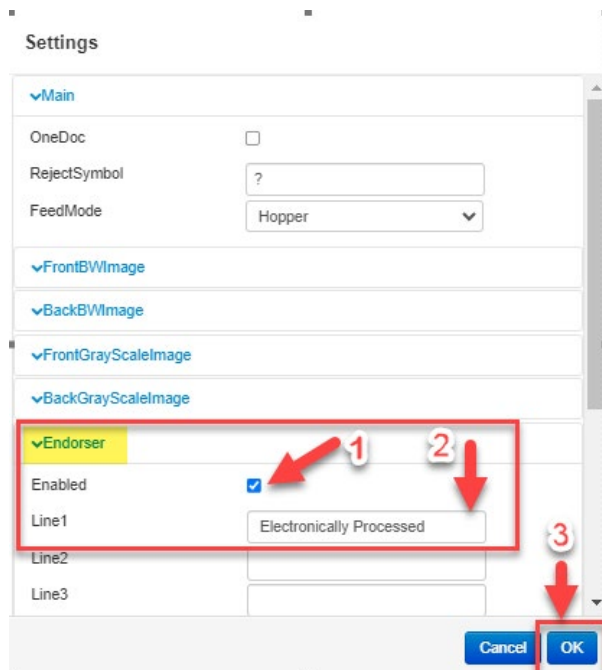 Settings
Main
OneDoc
RejectSymbol ?
FeedMode Hopper
FrontBWImage
BackBWImage
FrontGrayScaleImage
BackGrayScaleImage
Endorser
1
2
Enabled
Line1 Electronically Processed
3
Line2
Line3
Cancel OK